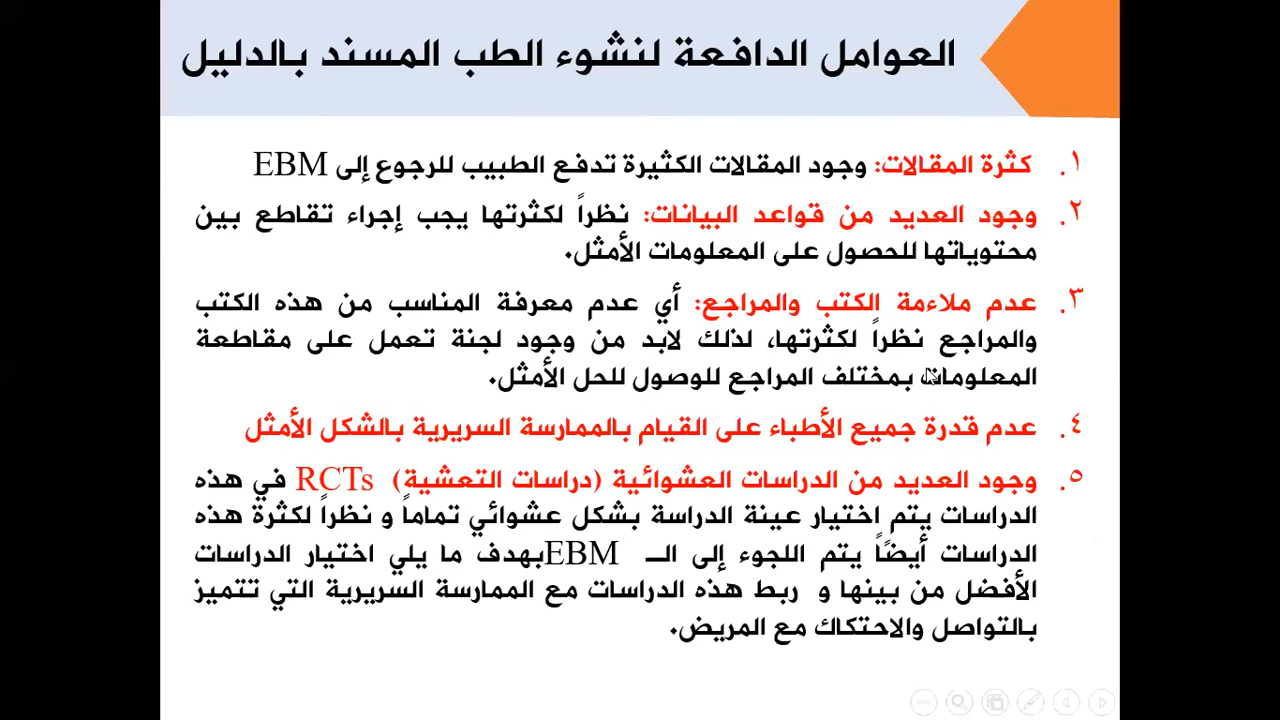 العوامل الدافعة لنشوء الطب المسند بالدليل
١. كثرة المقالات: وجود المقالات الكثيرة تدفع الطبيب للرجوع إلى EBM
٢. وجود العديد من قواعد البيانات: نظراً لكثرتها يجب إجراء تقاطع بين
محتوياتها للحصول على المعلومات الأمثل.
٣. عدم ملاءمة الكتب والمراجع: أي عدم معرفة المناسب من هذه الكتب
والمراجع نظراً لكثرتها، لذلك لابد من وجود لجنة تعمل على مقاطعة
المعلومات بمختلف المراجع للوصول للحل الأمثل.
٤. عدم قدرة جميع الأطباء على القيام بالممارسة السريرية بالشكل الأمثل
٥. وجود العديد من الدراسات العشوائية (دراسات التعشية) RCTs في هذه
الدراسات يتم اختيار عينة الدراسة بشكل عشوائي تماماً و نظراً لكثرة هذه
الدراسات أيضاً يتم اللجوء إلى الـ EBM بهدف ما يلي اختيار الدراسات
الأفضل من بينها و ربط هذه الدراسات مع الممارسة السريرية التي تتميز
بالتواصل والاحتكاك مع المريض.